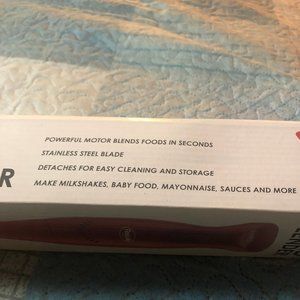 POWERFUL MOTOR BLENDS FOODS IN SECONDS
STAINLESS STEEL BLADE
DETACHES FOR EASY CLEANING AND STORAGE
R
MAKE MILKSHAKES, BABY FOOD, MAYONNAISE, SAUCES AND MORE